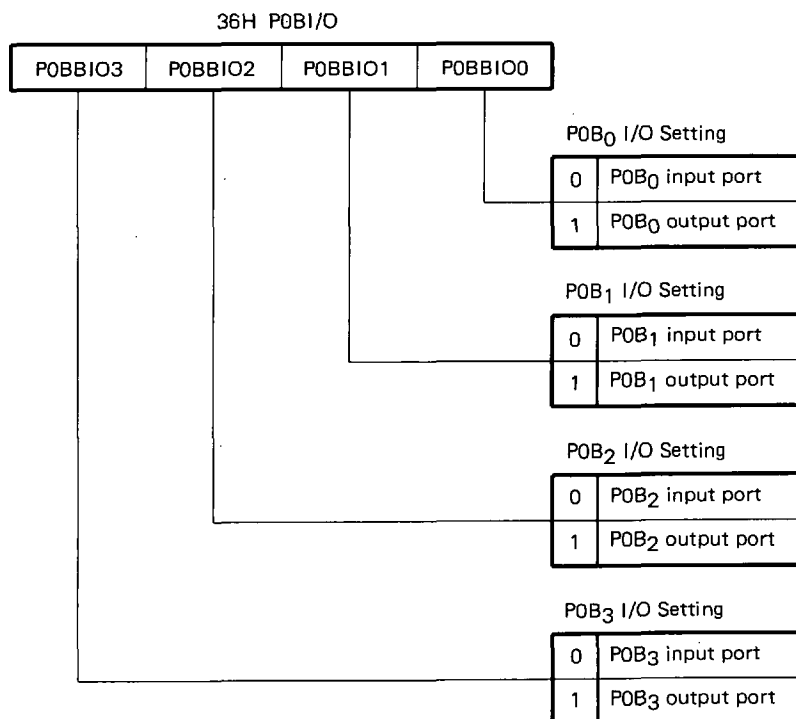 36H P0BI/O
P0BBIO3 P0BBIO2 P0BBIO1 P0BBIO0
P0B0 I/O Setting
0 P0B0 input port
1 P0B0 output port
P0B1 I/O Setting
0 P0B1 input port
1 P0B1 output port
P0B2 I/O Setting
0 P0B2 input port
1 P0B2 output port
P0B3 I/O Setting
0 P0B3 input port
1 P0B3 output port